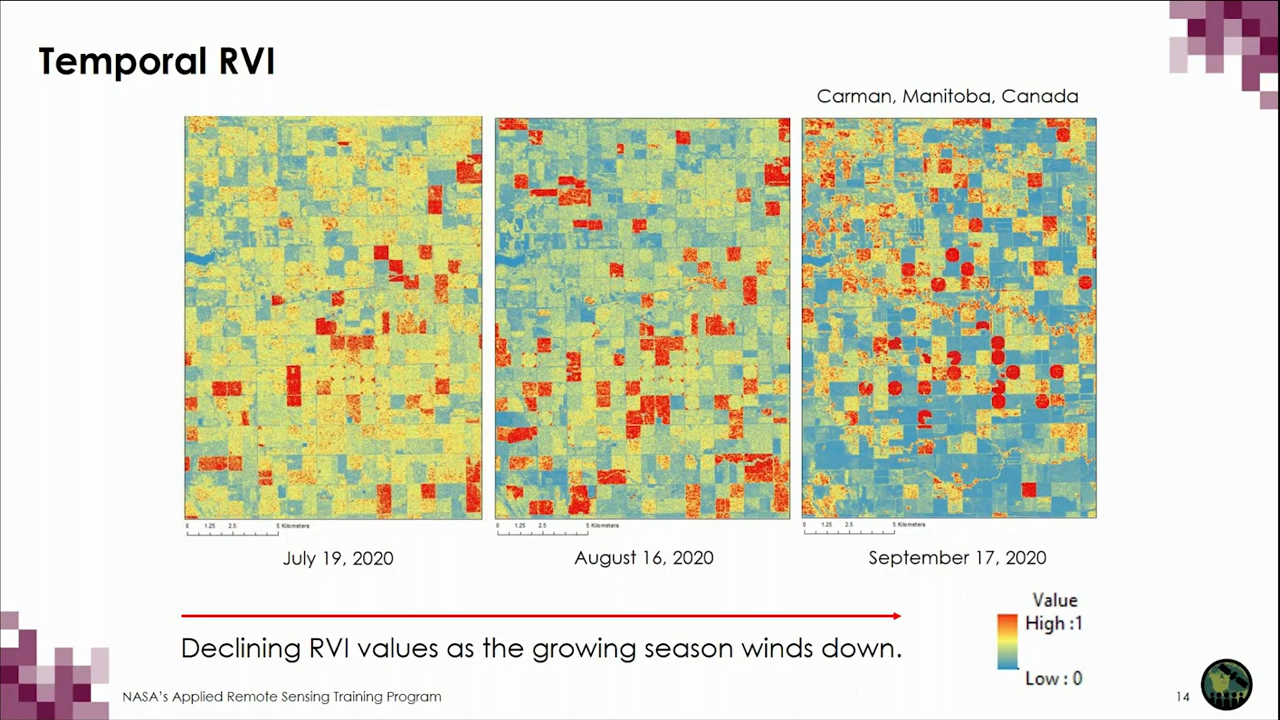 Temporal RVI
Carman, Manitoba, Canada
0 1.25 2.5 5 Kilometers
0 1.25 2.5 5 Kilometers
0 1.25 2.5 5 Kilometers
July 19, 2020
August 16, 2020
September 17, 2020
Value
High :1
Low : 0
Declining RVI values as the growing season winds down.
NASA's Applied Remote Sensing Training Program
14